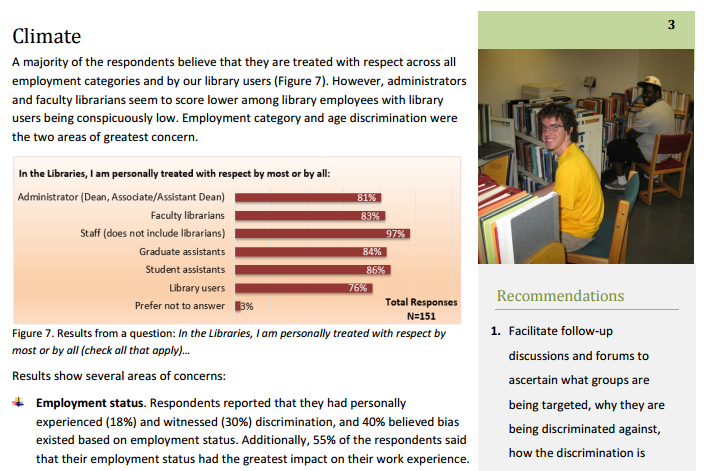 3
Climate
A majority of the respondents believe that they are treated with respect across all
employment categories and by our library users (Figure 7). However, administrators
and faculty librarians seem to score lower among library employees with library
users being conspicuously low. Employment category and age discrimination were
the two areas of greatest concern.
In the Libraries, I am personally treated with respect by most or by all:
Administrator (Dean, Associate/Assistant Dean) 81%
Faculty librarians 83%
Staff (does not include librarians) 97%
Graduate assistants 84%
Student assistants 86%
Library users 76%
Prefer not to answer 3%
Total Responses
N=151
Figure 7. Results from a question: In the Libraries, I am personally treated with respect by
most or by all (check all that apply)…
Results show several areas of concerns:
Employment status. Respondents reported that they had personally
experienced (18%) and witnessed (30%) discrimination, and 40% believed bias
existed based on employment status. Additionally, 55% of the respondents said
that their employment status had the greatest impact on their work experience.
Recommendations
1. Facilitate follow-up
discussions and forums to
ascertain what groups are
being targeted, why they are
being discriminated against,
how the discrimination is